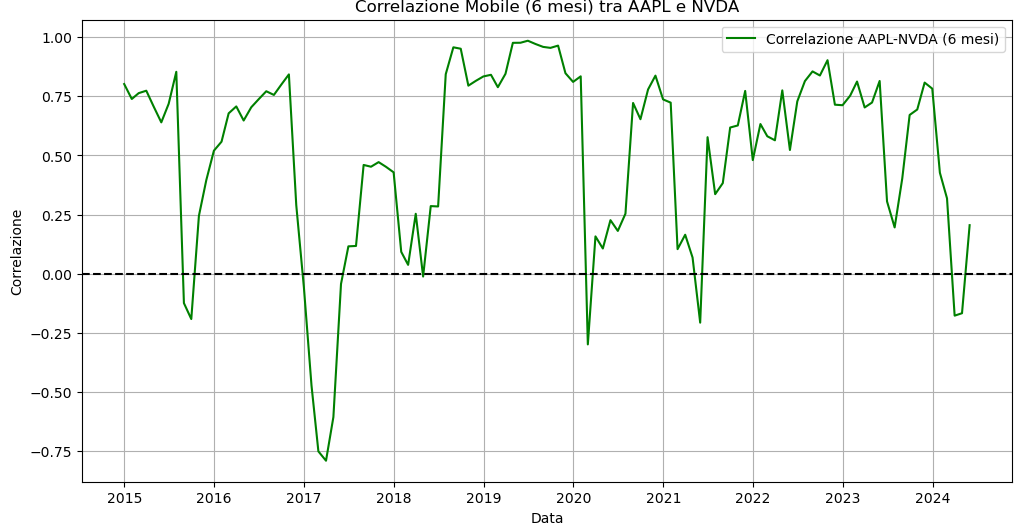 Correlazione Mobile (6 mesi) tra AAPL e NVDA
Correlazione AAPL-NVDA (6 mesi)
1.00
0.75
0.50
0.25
0.00
−0.25
−0.50
−0.75
Correlazione
2015 2016 2017 2018 2019 2020 2021 2022 2023 2024
Data